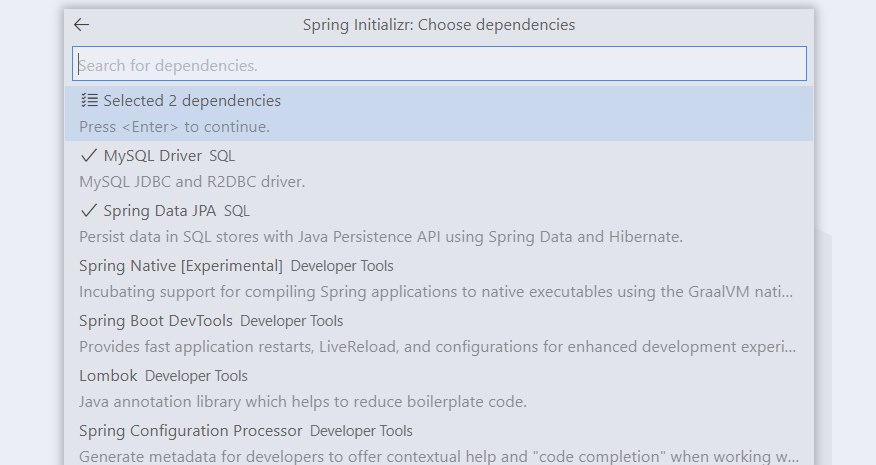 Spring Initializr: Choose dependencies
Search for dependencies.
Selected 2 dependencies
Press <Enter> to continue.
MySQL Driver SQL
MySQL JDBC and R2DBC driver.
Spring Data JPA SQL
Persist data in SQL stores with Java Persistence API using Spring Data and Hibernate.
Spring Native [Experimental] Developer Tools
Incubating support for compiling Spring applications to native executables using the GraalVM nati...
Spring Boot DevTools Developer Tools
Provides fast application restarts, LiveReload, and configurations for enhanced development experi...
Lombok Developer Tools
Java annotation library which helps to reduce boilerplate code.
Spring Configuration Processor Developer Tools
Generate metadata for developers to offer contextual help and "code completion" when working w...